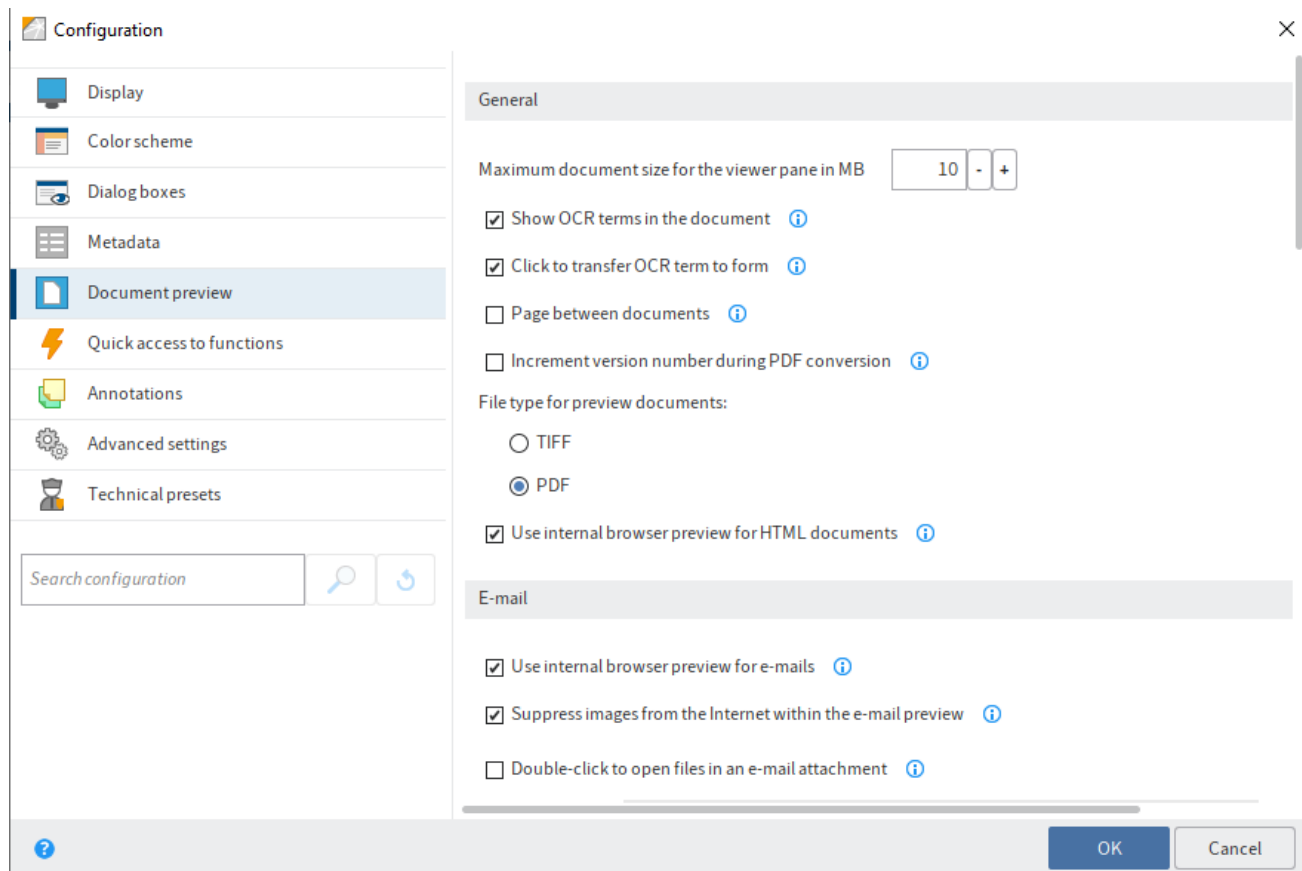 Configuration
Display
Color scheme
Dialog boxes
Metadata
Document preview
Quick access to functions
Annotations
Advanced settings
Technical presets
Search configuration
General
Maximum document size for the viewer pane in MB 10 - +
Show OCR terms in the document
Click to transfer OCR term to form
Page between documents
Increment version number during PDF conversion
File type for preview documents:
TIFF
PDF
Use internal browser preview for HTML documents
E-mail
Use internal browser preview for e-mails
Suppress images from the Internet within the e-mail preview
Double-click to open files in an e-mail attachment
OK Cancel